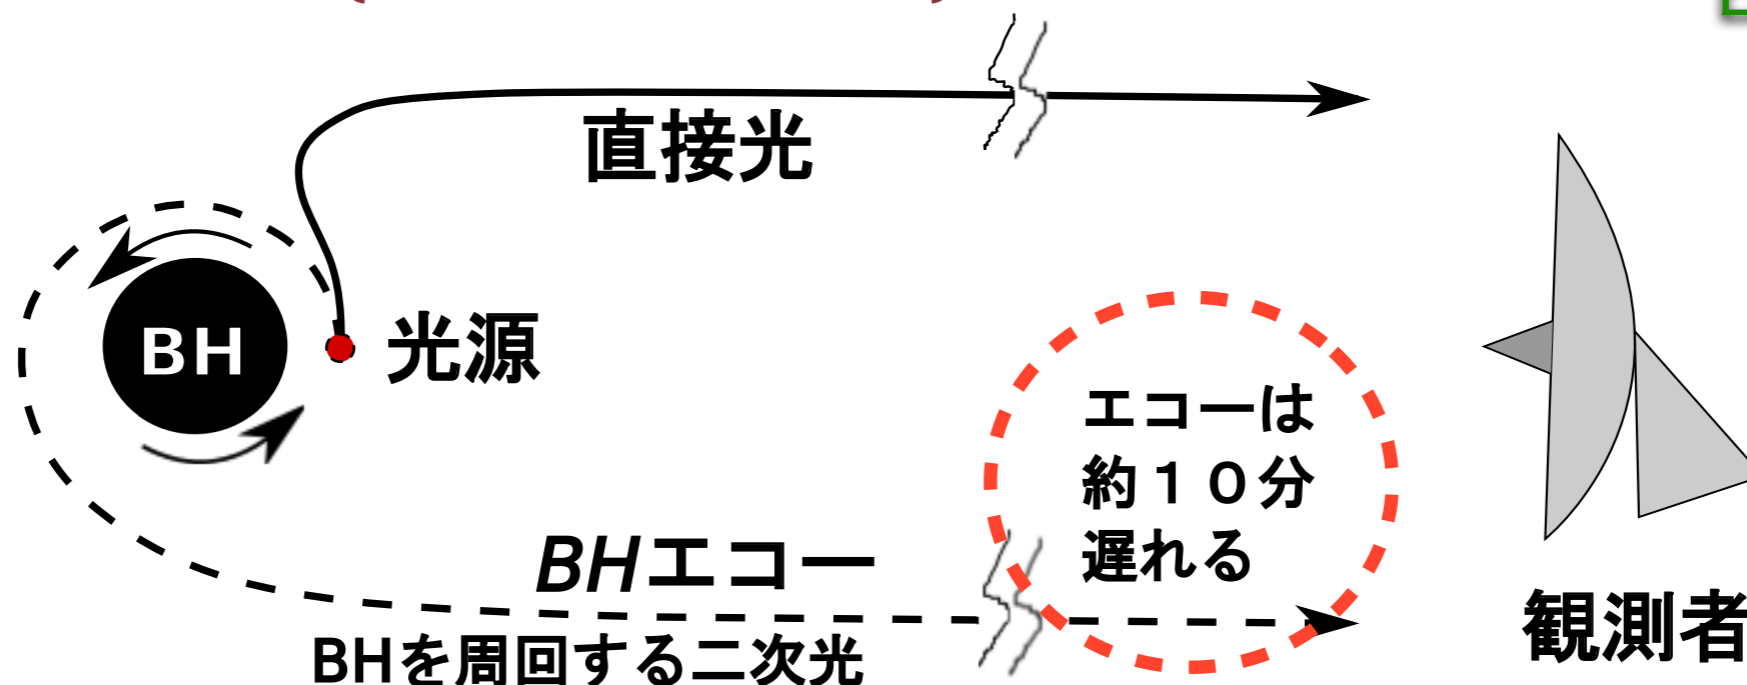 直接光
BH
光源
エコーは
約１０分
遅れる
BHエコー
BHを周回する二次光
観測者